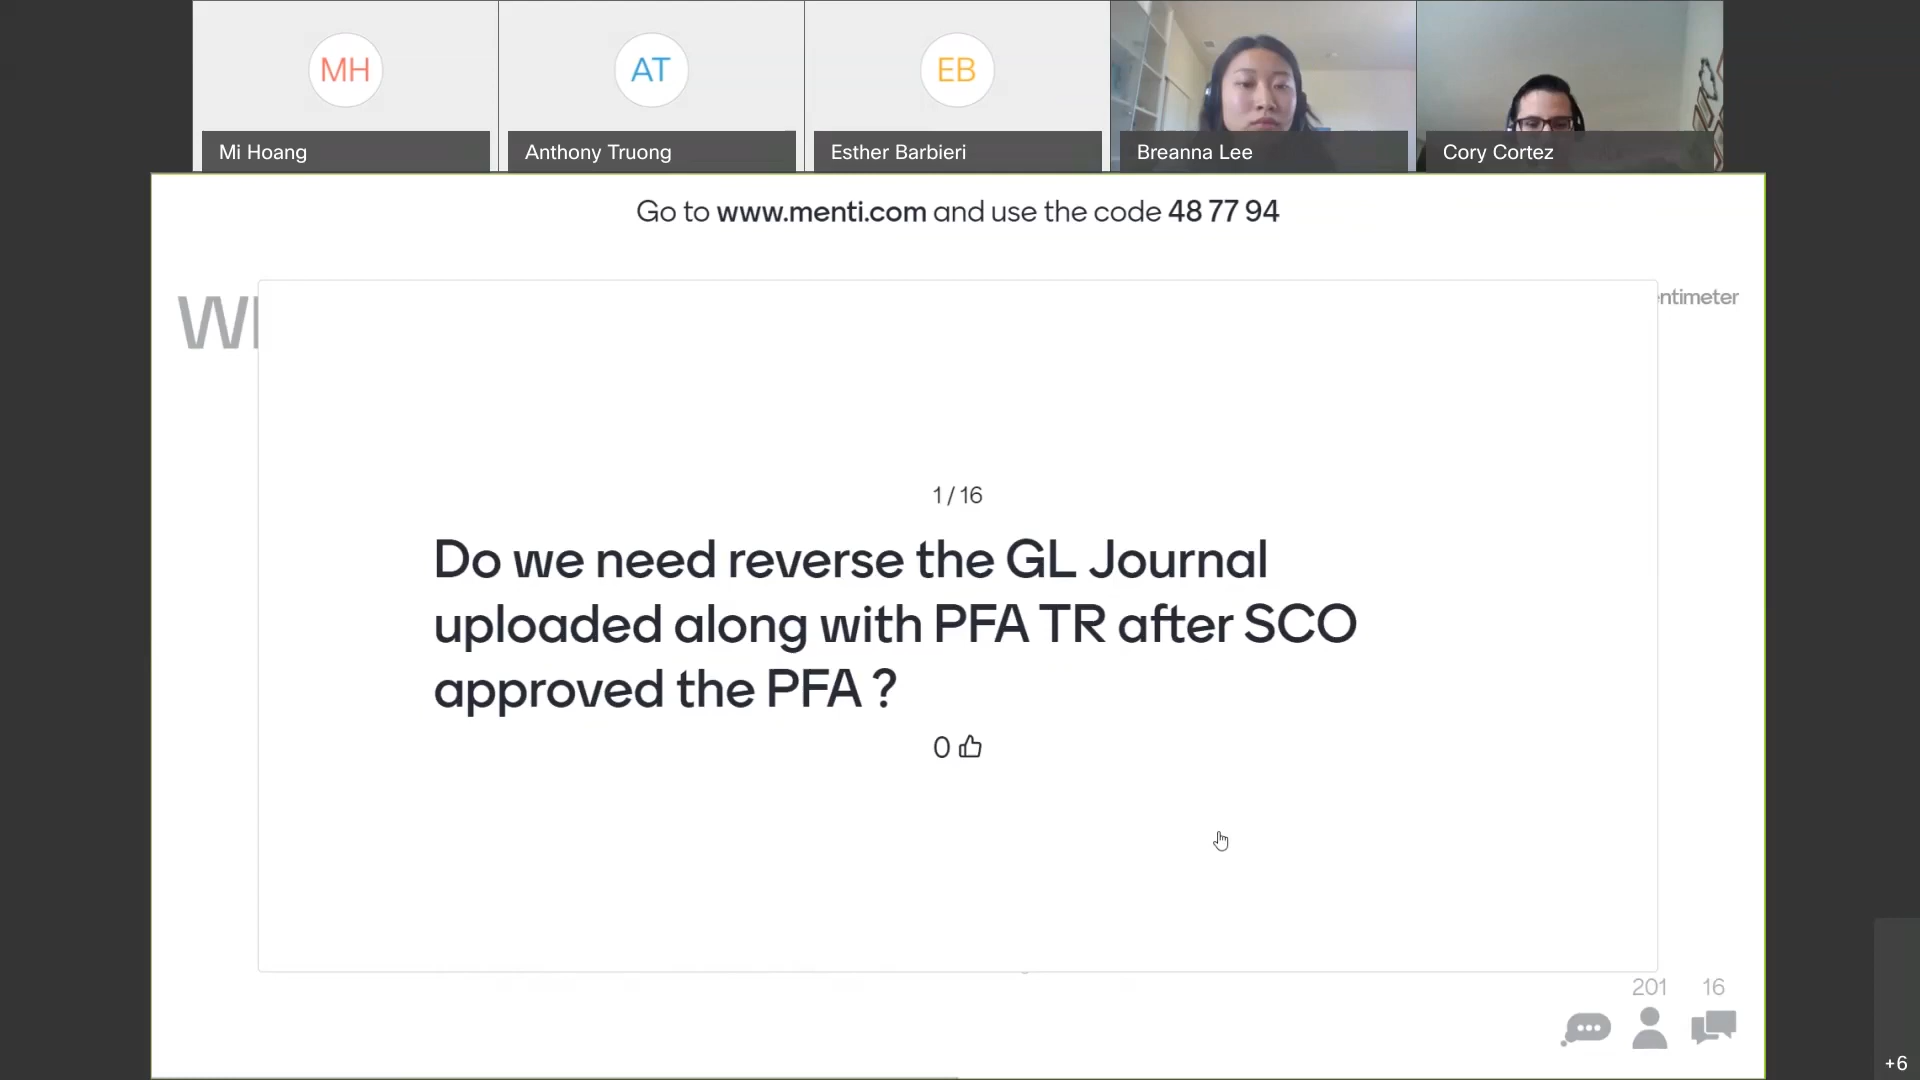 MH
AT
EB
Mi Hoang
Anthony Truong
Esther Barbieri
Breanna Lee
Cory Cortez
Go to www.menti.com and use the code 48 77 94
ntimeter
1 / 16
Do we need reverse the GL Journal
uploaded along with PFA TR after SCO
approved the PFA ?
0
201 16
+6